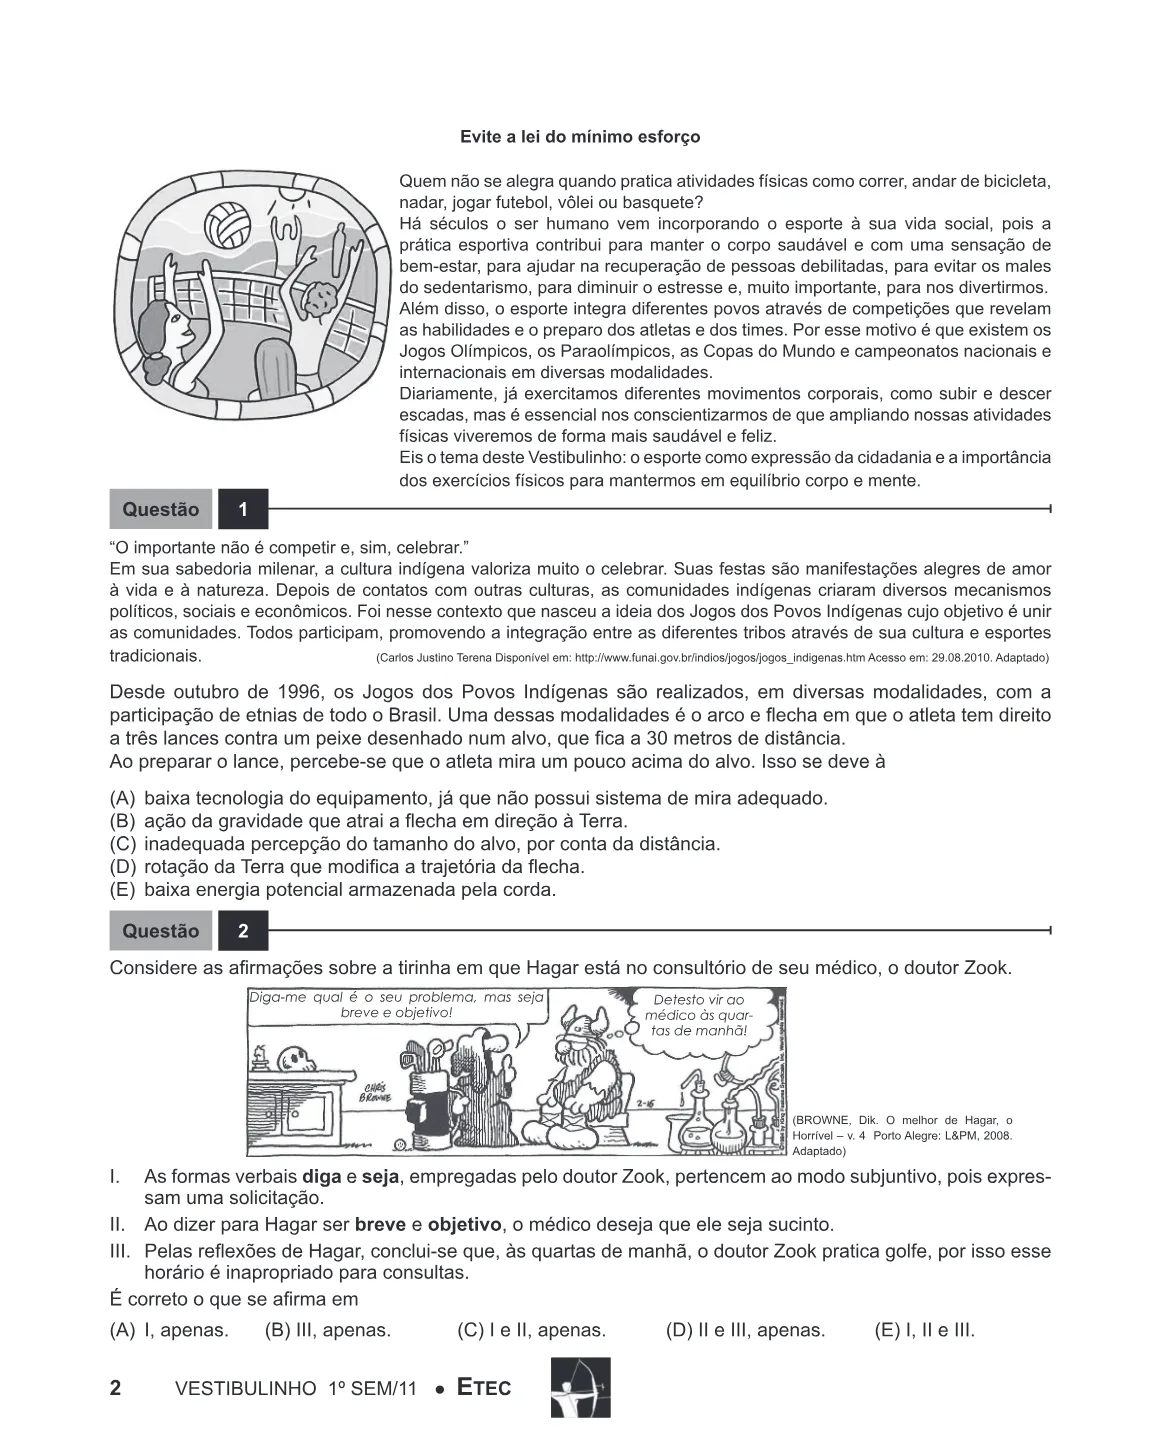 Evite a lei do mínimo esforço
Quem não se alegra quando pratica atividades físicas como correr, andar de bicicleta,
nadar, jogar futebol, vôlei ou basquete?
Há séculos o ser humano vem incorporando o esporte à sua vida social, pois a
prática esportiva contribui para manter o corpo saudável e com uma sensação de
bem-estar, para ajudar na recuperação de pessoas debilitadas, para evitar os males
do sedentarismo, para diminuir o estresse e, muito importante, para nos divertirmos.
Além disso, o esporte integra diferentes povos através de competições que revelam
as habilidades e o preparo dos atletas e dos times. Por esse motivo é que existem os
Jogos Olímpicos, os Paraolímpicos, as Copas do Mundo e campeonatos nacionais e
internacionais em diversas modalidades.
Diariamente, já exercitamos diferentes movimentos corporais, como subir e descer
escadas, mas é essencial nos conscientizarmos de que ampliando nossas atividades
físicas viveremos de forma mais saudável e feliz.
Eis o tema deste Vestibulinho: o esporte como expressão da cidadania e a importância
dos exercícios físicos para mantermos em equilíbrio corpo e mente.
Questão 1
“O importante não é competir e, sim, celebrar.”
Em sua sabedoria milenar, a cultura indígena valoriza muito o celebrar. Suas festas são manifestações alegres de amor
à vida e à natureza. Depois de contatos com outras culturas, as comunidades indígenas criaram diversos mecanismos
políticos, sociais e econômicos. Foi nesse contexto que nasceu a ideia dos Jogos dos Povos Indígenas cujo objetivo é unir
as comunidades. Todos participam, promovendo a integração entre as diferentes tribos através de sua cultura e esportes
tradicionais. (Carlos Justino Terena Disponível em: http://www.funai.gov.br/indios/jogos/jogos_indigenas.htm Acesso em: 29.08.2010. Adaptado)
Desde outubro de 1996, os Jogos dos Povos Indígenas são realizados, em diversas modalidades, com a
participação de etnias de todo o Brasil. Uma dessas modalidades é o arco e flecha em que o atleta tem direito
a três lances contra um peixe desenhado num alvo, que fica a 30 metros de distância.
Ao preparar o lance, percebe-se que o atleta mira um pouco acima do alvo. Isso se deve à
(A) baixa tecnologia do equipamento, já que não possui sistema de mira adequado.
(B) ação da gravidade que atrai a flecha em direção à Terra.
(C) inadequada percepção do tamanho do alvo, por conta da distância.
(D) rotação da Terra que modifica a trajetória da flecha.
(E) baixa energia potencial armazenada pela corda.
Questão 2
Considere as afirmações sobre a tirinha em que Hagar está no consultório de seu médico, o doutor Zook.
Diga-me qual é o seu problema, mas seja
breve e objetivo!
Detesto vir ao
médico às quar-
tas de manhã!
CHRIS
BROWNE
2-16
(BROWNE, Dik. O melhor de Hagar, o
Horrível – v. 4 Porto Alegre: L&PM, 2008.
Adaptado)
I. As formas verbais diga e seja, empregadas pelo doutor Zook, pertencem ao modo subjuntivo, pois expres-
sam uma solicitação.
II. Ao dizer para Hagar ser breve e objetivo, o médico deseja que ele seja sucinto.
III. Pelas reflexões de Hagar, conclui-se que, às quartas de manhã, o doutor Zook pratica golfe, por isso esse
horário é inapropriado para consultas.
É correto o que se afirma em
(A) I, apenas. (B) III, apenas. (C) I e II, apenas. (D) II e III, apenas. (E) I, II e III.
2 VESTIBULINHO 1º SEM/11 • ETEC